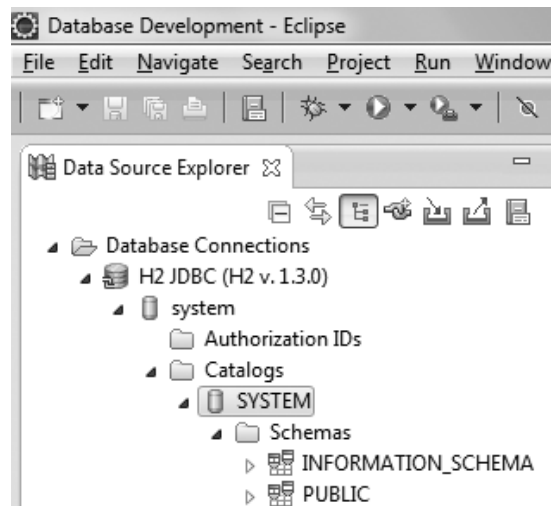 Database Development - Eclipse
File Edit Navigate Search Project Run Window
Data Source Explorer
Database Connections
H2 JDBC (H2 v. 1.3.0)
system
Authorization IDs
Catalogs
SYSTEM
Schemas
INFORMATION_SCHEMA
PUBLIC